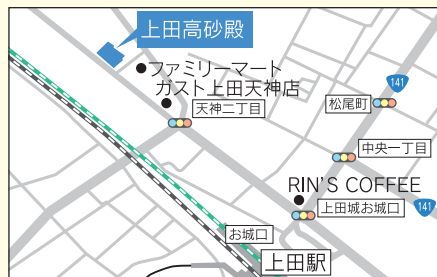 上田高砂殿
ファミリーマート
ガスト上田天神店
天神二丁目
141
松尾町
141
中央一丁目
RIN'S COFFEE
上田城お城口
お城口
上田駅